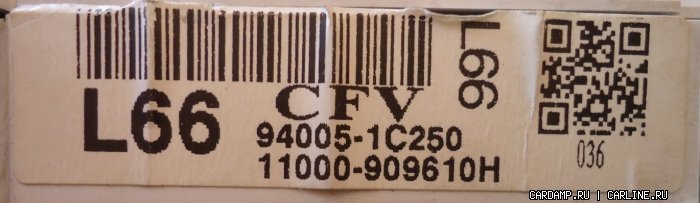 L66
CFV
L66
94005-1C250
11000-909610H
036
CARDAMP.RU | CARLINE.RU